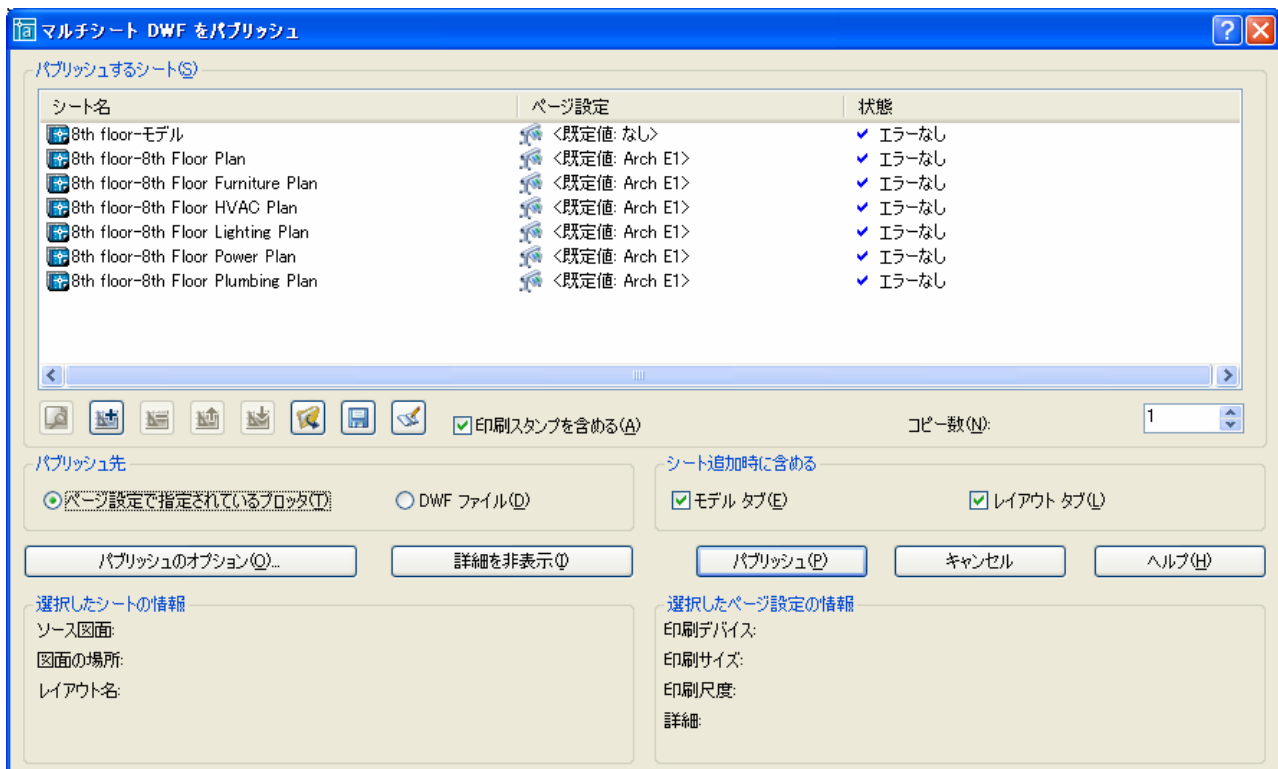 マルチシート DWF をパブリッシュ
パブリッシュするシート(S)
シート名 ページ設定 状態
8th floor-モデル <既定値: なし> エラーなし
8th floor-8th Floor Plan <既定値: Arch E1> エラーなし
8th floor-8th Floor Furniture Plan <既定値: Arch E1> エラーなし
8th floor-8th Floor HVAC Plan <既定値: Arch E1> エラーなし
8th floor-8th Floor Lighting Plan <既定値: Arch E1> エラーなし
8th floor-8th Floor Power Plan <既定値: Arch E1> エラーなし
8th floor-8th Floor Plumbing Plan <既定値: Arch E1> エラーなし
印刷スタンプを含める(A) コピー数(N): 1
パブリッシュ先 シート追加時に含める
ページ設定で指定されているプロッタ(T) DWF ファイル(D) モデル タブ(E) レイアウト タブ(L)
パブリッシュのオプション(O)... 詳細を非表示(I) パブリッシュ(P) キャンセル ヘルプ(H)
選択したシートの情報 選択したページ設定の情報
ソース図面: 印刷デバイス:
図面の場所: 印刷サイズ:
レイアウト名: 印刷尺度:
詳細: